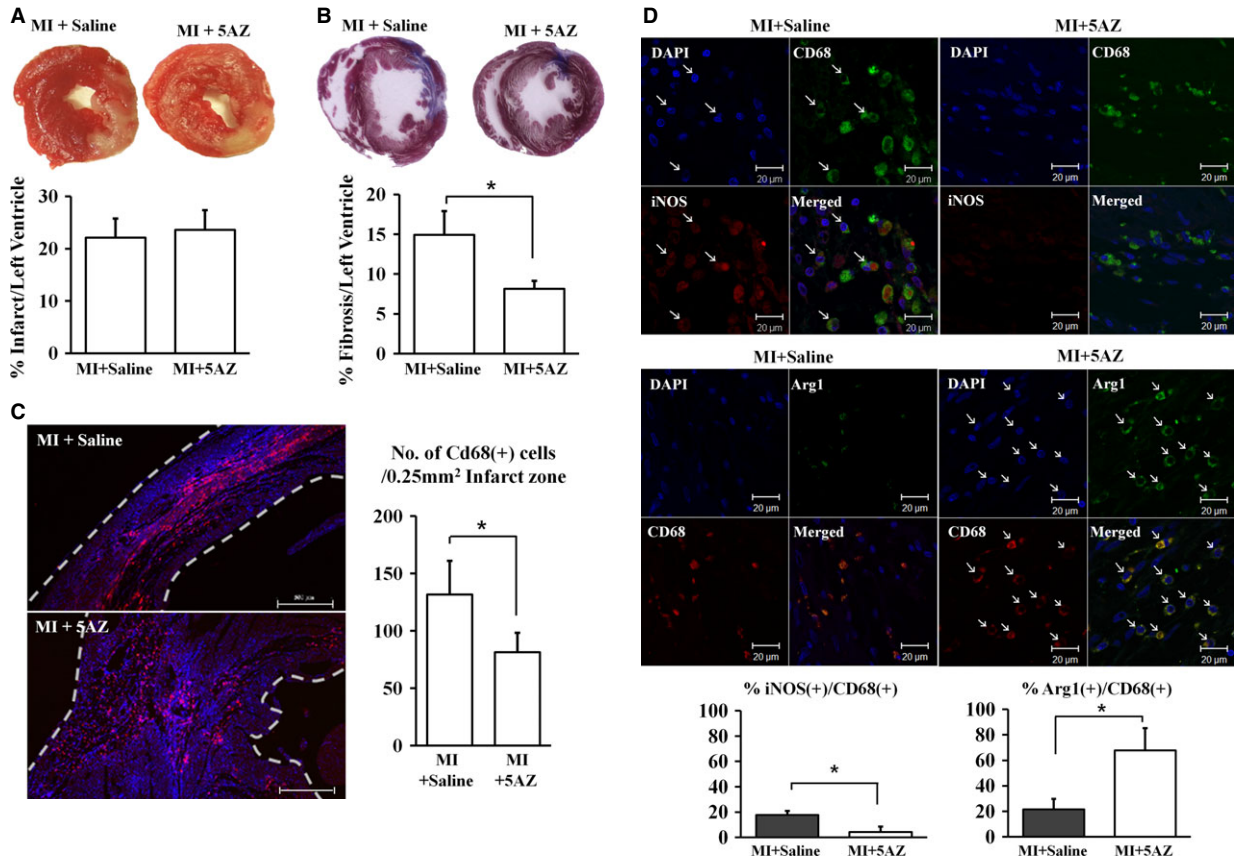 A
MI + Saline
MI + 5AZ
% Infarct/Left Ventricle
30
20
10
0
MI+Saline
MI+5AZ
B
MI + Saline
MI + 5AZ
% Fibrosis/Left Ventricle
20
15
10
5
0
*
MI+Saline
MI+5AZ
C
MI + Saline
MI + 5AZ
No. of Cd68(+) cells
/0.25mm² Infarct zone
200
150
100
50
0
*
MI
+Saline
MI
+5AZ
D
MI+Saline
MI+5AZ
DAPI
CD68
DAPI
CD68
20 μm
20 μm
20 μm
20 μm
iNOS
Merged
iNOS
Merged
20 μm
20 μm
20 μm
20 μm
MI+Saline
MI+5AZ
DAPI
Arg1
DAPI
Arg1
20 μm
20 μm
20 μm
20 μm
CD68
Merged
CD68
Merged
20 μm
20 μm
20 μm
20 μm
% iNOS(+)/CD68(+)
100
80
60
40
20
0
*
MI+Saline
MI+5AZ
% Arg1(+)/CD68(+)
100
80
60
40
20
0
*
MI+Saline
MI+5AZ